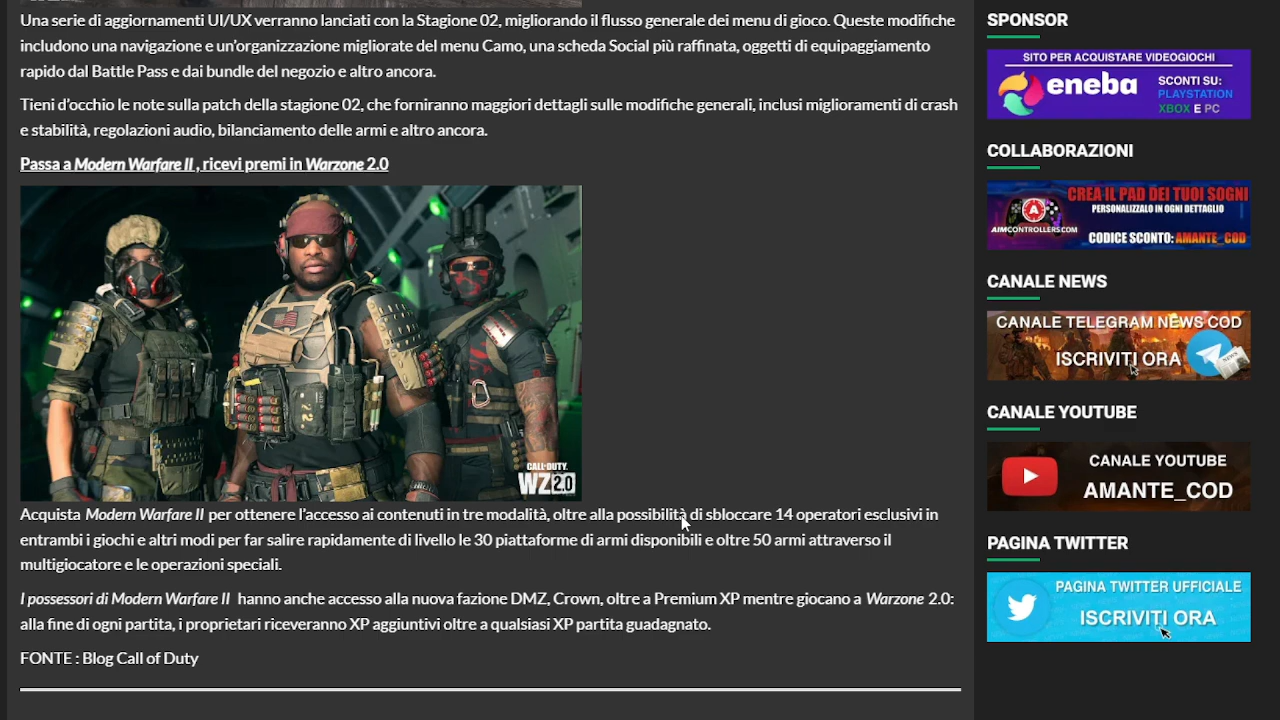 Una serie di aggiornamenti UI/UX verranno lanciati con la Stagione 02, migliorando il flusso generale dei menu di gioco. Queste modifiche
includono una navigazione e un'organizzazione migliorate del menu Camo, una scheda Social più raffinata, oggetti di equipaggiamento
rapido dal Battle Pass e dai bundle del negozio e altro ancora.
Tieni d'occhio le note sulla patch della stagione 02, che forniranno maggiori dettagli sulle modifiche generali, inclusi miglioramenti di crash
e stabilità, regolazioni audio, bilanciamento delle armi e altro ancora.
Passa a Modern Warfare II , ricevi premi in Warzone 2.0
CALL OF DUTY.
WZ 2.0
Acquista Modern Warfare II per ottenere l'accesso ai contenuti in tre modalità, oltre alla possibilità di sbloccare 14 operatori esclusivi in
entrambi i giochi e altri modi per far salire rapidamente di livello le 30 piattaforme di armi disponibili e oltre 50 armi attraverso il
multigiocatore e le operazioni speciali.
I possessori di Modern Warfare II hanno anche accesso alla nuova fazione DMZ, Crown, oltre a Premium XP mentre giocano a Warzone 2.0:
alla fine di ogni partita, i proprietari riceveranno XP aggiuntivi oltre a qualsiasi XP partita guadagnato.
FONTE : Blog Call of Duty
SPONSOR
SITO PER ACQUISTARE VIDEOGIOCHI
eneba
SCONTI SU:
PLAYSTATION
XBOX E PC
COLLABORAZIONI
CREA IL PAD DEI TUOI SOGNI
PERSONALIZZALO IN OGNI DETTAGLIO
A
AIMCONTROLLERS.COM
CODICE SCONTO: AMANTE_COD
CANALE NEWS
CANALE TELEGRAM NEWS COD
ISCRIVITI ORA
NEWS
CANALE YOUTUBE
CANALE YOUTUBE
AMANTE_COD
PAGINA TWITTER
PAGINA TWITTER UFFICIALE
ISCRIVITI ORA